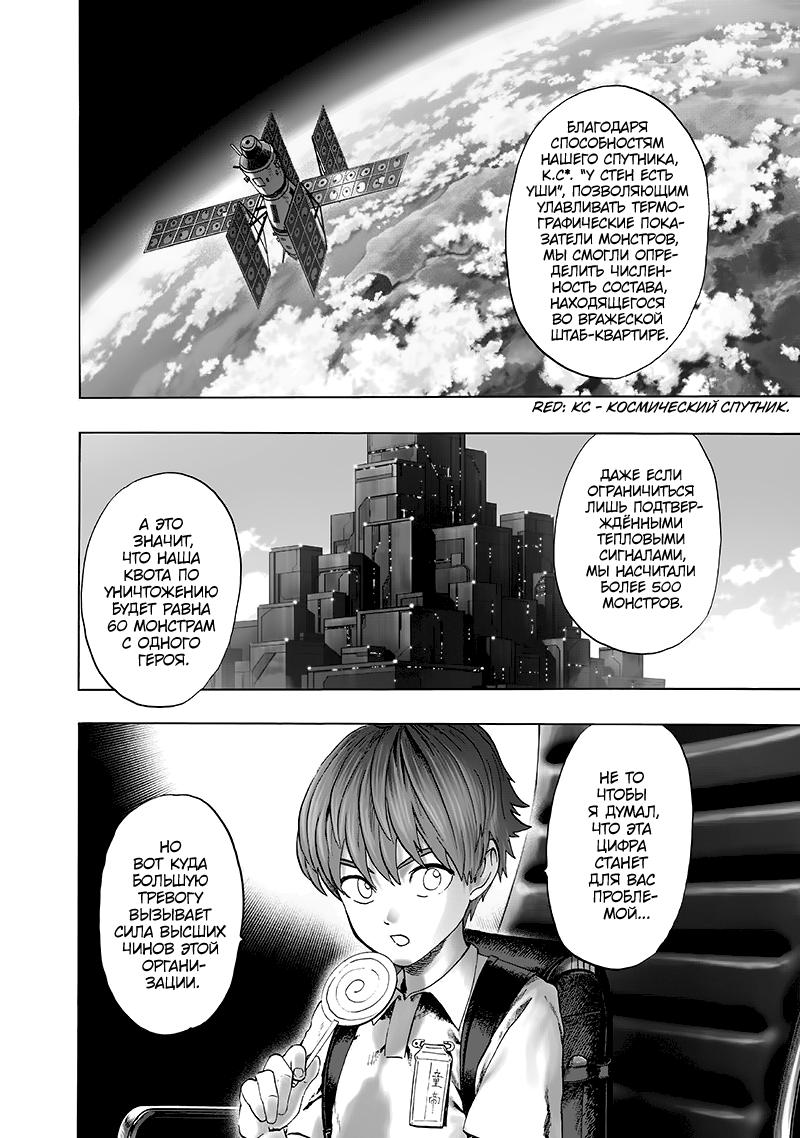 БЛАГОДАРЯ
СПОСОБНОСТЯМ
НАШЕГО СПУТНИКА,
К.С*. "У СТЕН ЕСТЬ
УШИ", ПОЗВОЛЯЮЩИМ
УЛАВЛИВАТЬ ТЕРМО-
ГРАФИЧЕСКИЕ ПОКА-
ЗАТЕЛИ МОНСТРОВ,
МЫ СМОГЛИ ОПРЕ-
ДЕЛИТЬ ЧИСЛЕН-
НОСТЬ СОСТАВА,
НАХОДЯЩЕГОСЯ
ВО ВРАЖЕСКОЙ
ШТАБ-КВАРТИРЕ.
RED: КС - КОСМИЧЕСКИЙ СПУТНИК.
ДАЖЕ ЕСЛИ
ОГРАНИЧИТЬСЯ
ЛИШЬ ПОДТВЕР-
ЖДЁННЫМИ
ТЕПЛОВЫМИ
СИГНАЛАМИ,
МЫ НАСЧИТАЛИ
БОЛЕЕ 500
МОНСТРОВ.
А ЭТО
ЗНАЧИТ,
ЧТО НАША
КВОТА ПО
УНИЧТОЖЕНИЮ
БУДЕТ РАВНА
60 МОНСТРАМ
С ОДНОГО
ГЕРОЯ.
НЕ ТО
ЧТОБЫ
Я ДУМАЛ,
ЧТО ЭТА
ЦИФРА
СТАНЕТ
ДЛЯ ВАС
ПРОБЛЕ-
МОЙ...
НО
ВОТ КУДА
БОЛЬШУЮ
ТРЕВОГУ
ВЫЗЫВАЕТ
СИЛА ВЫСШИХ
ЧИНОВ ЭТОЙ
ОРГАНИ-
ЗАЦИИ.
童帝